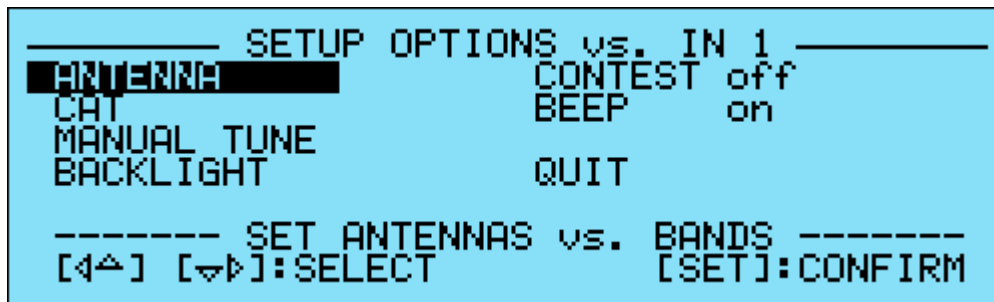 SETUP OPTIONS vs. IN 1
ANTENNA CONTEST off
CAT BEEP on
MANUAL TUNE
BACKLIGHT QUIT
------- SET ANTENNAS vs. BANDS -------
[◁△] [▽▷]:SELECT [SET]:CONFIRM